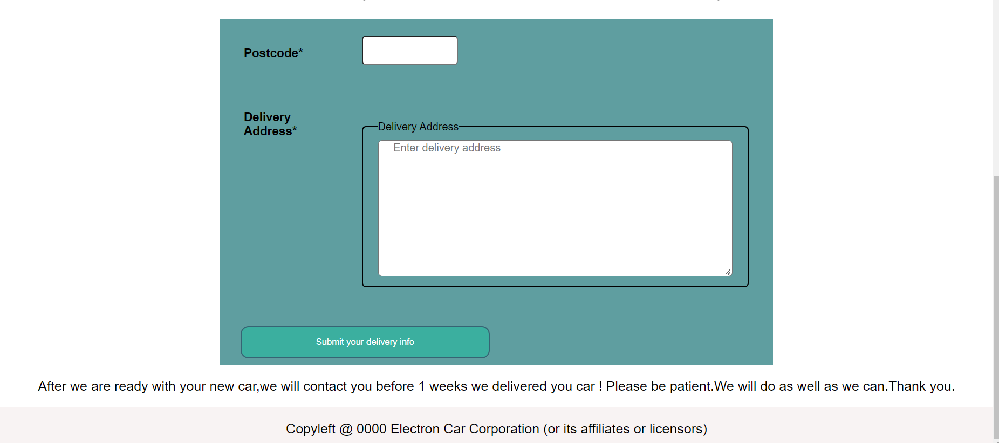 Postcode*
Delivery
Address*
Delivery Address
Enter delivery address
Submit your delivery info
After we are ready with your new car,we will contact you before 1 weeks we delivered you car ! Please be patient.We will do as well as we can.Thank you.
Copyleft @ 0000 Electron Car Corporation (or its affiliates or licensors)